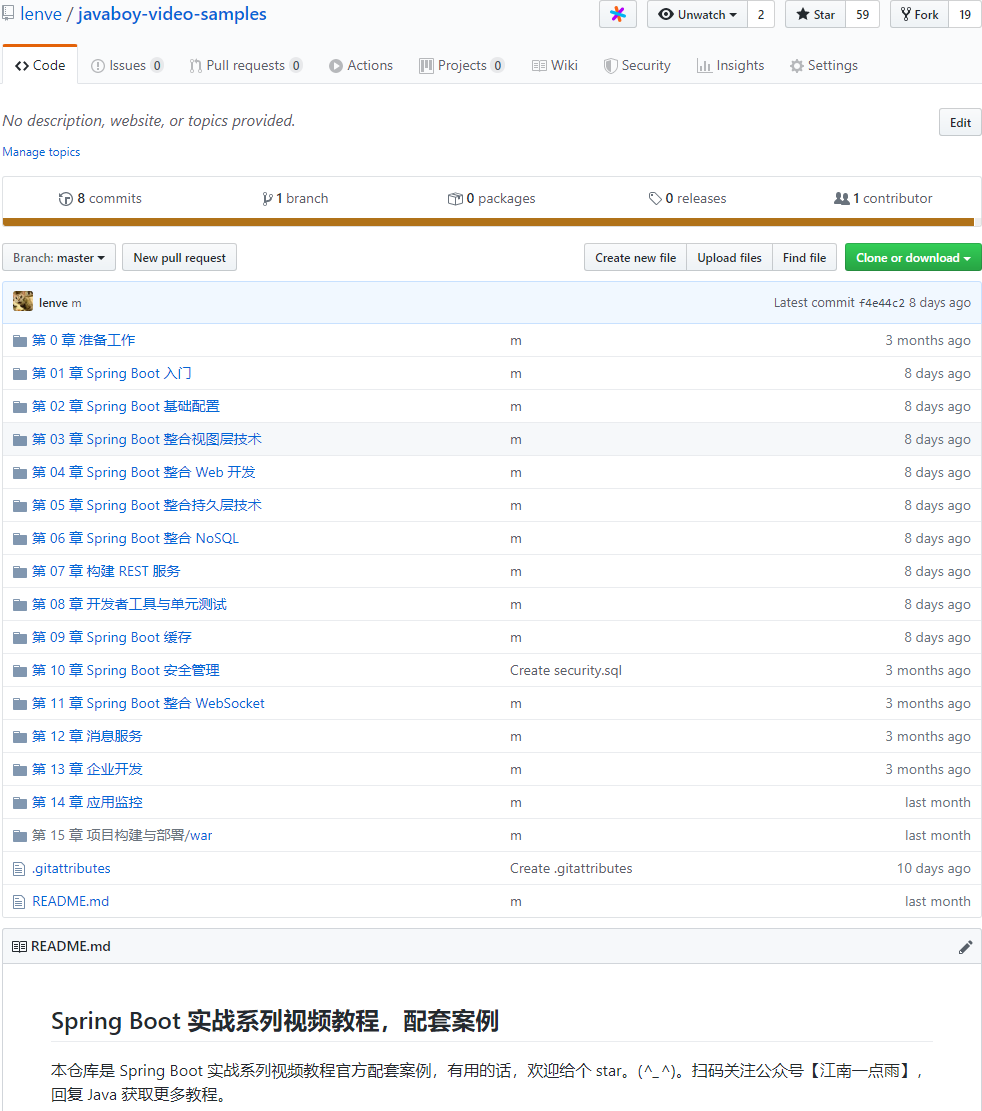 lenve / javaboy-video-samples Unwatch 2 Star 59 Fork 19
Code Issues 0 Pull requests 0 Actions Projects 0 Wiki Security Insights Settings
No description, website, or topics provided. Edit
Manage topics
8 commits 1 branch 0 packages 0 releases 1 contributor
Branch: master New pull request Create new file Upload files Find file Clone or download
lenve m Latest commit f4e44c2 8 days ago
第 0 章 准备工作 m 3 months ago
第 01 章 Spring Boot 入门 m 8 days ago
第 02 章 Spring Boot 基础配置 m 8 days ago
第 03 章 Spring Boot 整合视图层技术 m 8 days ago
第 04 章 Spring Boot 整合 Web 开发 m 8 days ago
第 05 章 Spring Boot 整合持久层技术 m 8 days ago
第 06 章 Spring Boot 整合 NoSQL m 8 days ago
第 07 章 构建 REST 服务 m 8 days ago
第 08 章 开发者工具与单元测试 m 8 days ago
第 09 章 Spring Boot 缓存 m 8 days ago
第 10 章 Spring Boot 安全管理 Create security.sql 3 months ago
第 11 章 Spring Boot 整合 WebSocket m 3 months ago
第 12 章 消息服务 m 3 months ago
第 13 章 企业开发 m 3 months ago
第 14 章 应用监控 m last month
第 15 章 项目构建与部署/war m last month
.gitattributes Create .gitattributes 10 days ago
README.md m last month
README.md
Spring Boot 实战系列视频教程，配套案例
本仓库是 Spring Boot 实战系列视频教程官方配套案例，有用的话，欢迎给个 star。(^_^)。扫码关注公众号【江南一点雨】，
回复 Java 获取更多教程。